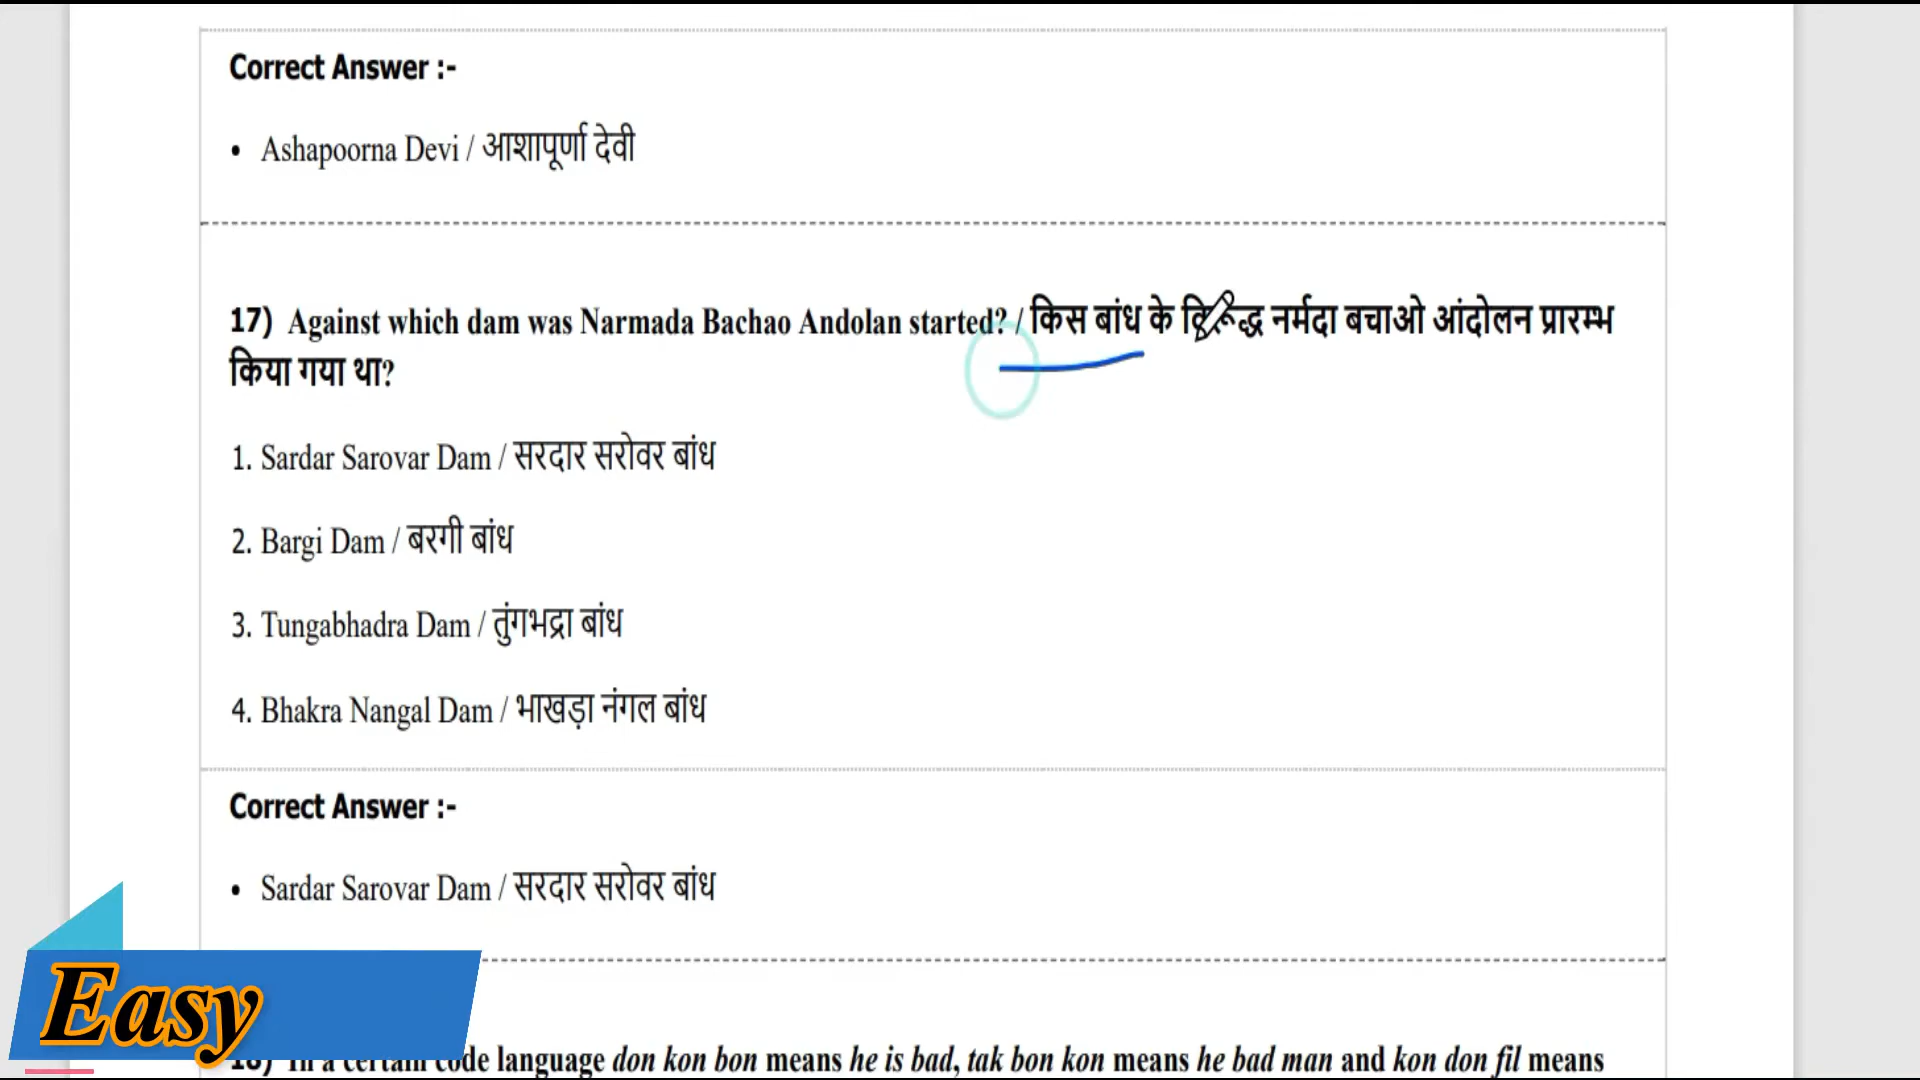 Correct Answer :-
• Ashapoorna Devi / आशापूर्णा देवी
17) Against which dam was Narmada Bachao Andolan started? / किस बांध के विरूद्ध नर्मदा बचाओ आंदोलन प्रारम्भ
किया गया था?
1. Sardar Sarovar Dam / सरदार सरोवर बांध
2. Bargi Dam / बरगी बांध
3. Tungabhadra Dam / तुंगभद्रा बांध
4. Bhakra Nangal Dam / भाखड़ा नंगल बांध
Correct Answer :-
• Sardar Sarovar Dam / सरदार सरोवर बांध
Easy
18) In a certain code language don kon bon means he is bad, tak bon kon means he bad man and kon don fil means